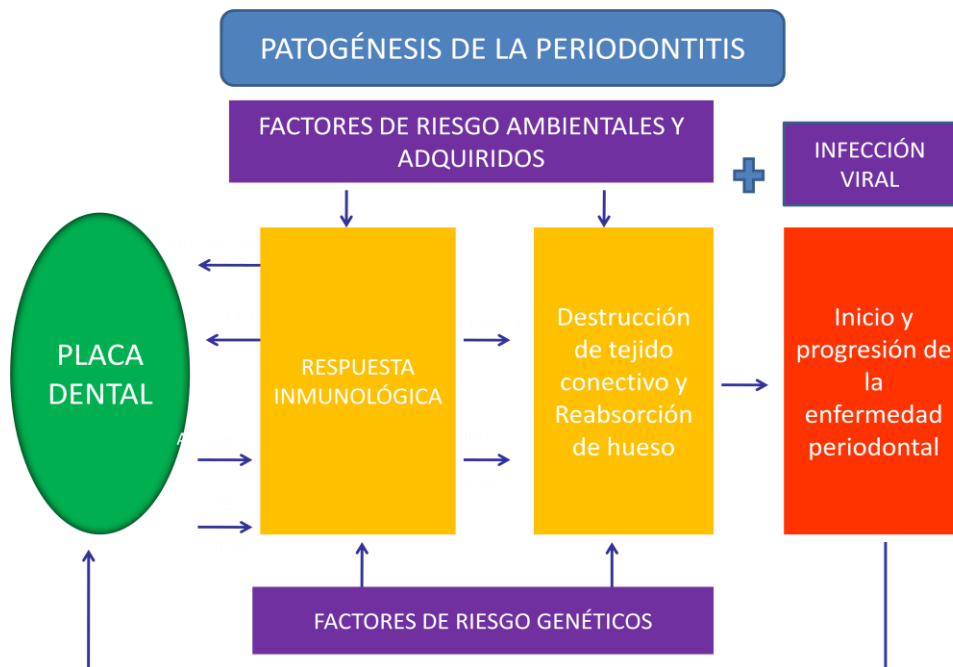 PATOGÉNESIS DE LA PERIODONTITIS
FACTORES DE RIESGO AMBIENTALES Y
ADQUIRIDOS
INFECCIÓN
VIRAL
PLACA
DENTAL
RESPUESTA
INMUNOLÓGICA
Destrucción
de tejido
conectivo y
Reabsorción
de hueso
Inicio y
progresión de
la
enfermedad
periodontal
FACTORES DE RIESGO GENÉTICOS